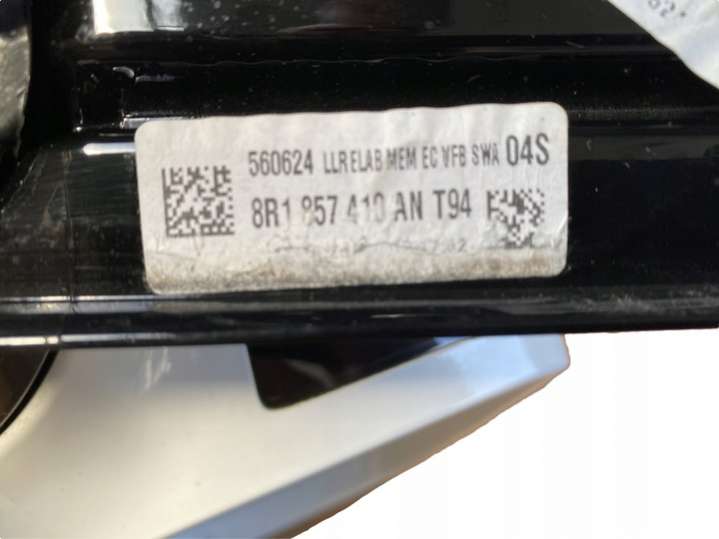 560624 LLRELAB MEM EC VFB SWA 04S
8R1 857 410 AN T94